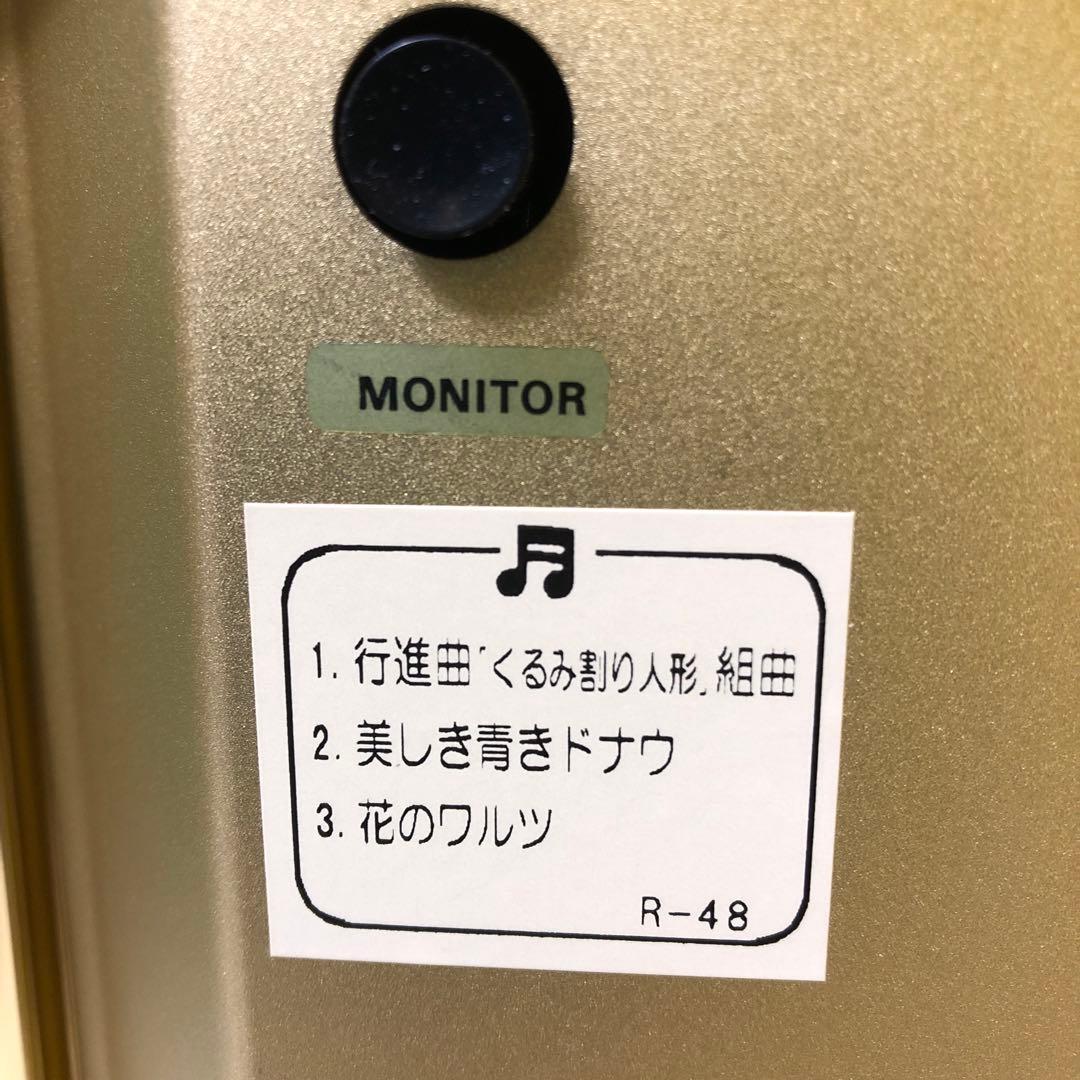 MONITOR
1. 行進曲「くるみ割り人形」組曲
2. 美しき青きドナウ
3. 花のワルツ
R-48